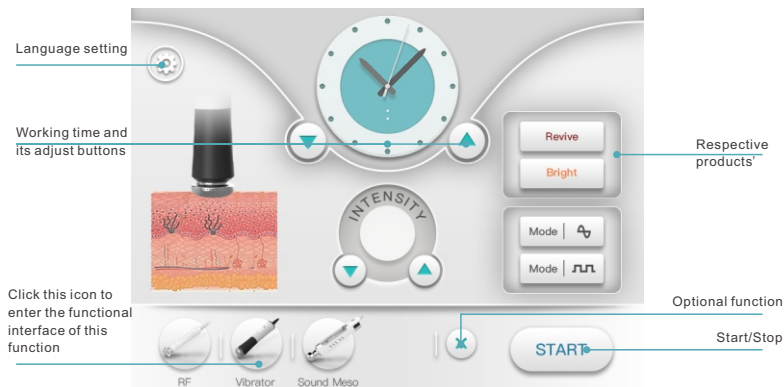 Language setting
Working time and
its adjust buttons
INTENSITY
Revive
Bright
Respective
products'
Mode
Mode
Click this icon to
enter the functional
interface of this
function
Optional function
START
Start/Stop
RF
Vibrator
Sound Meso